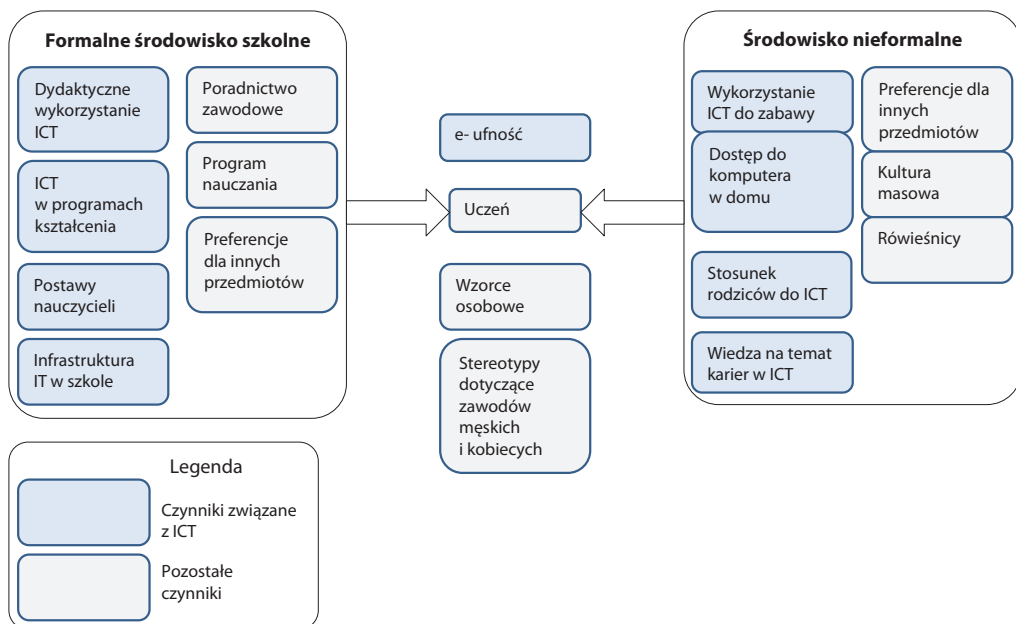 Formalne środowisko szkolne
Dydaktyczne
wykorzystanie
ICT
ICT
w programach
kształcenia
Postawy
nauczycieli
Infrastruktura
IT w szkole
Poradnictwo
zawodowe
Program
nauczania
Preferencje
dla innych
przedmiotów
e- ufność
Uczeń
Wzorce
osobowe
Stereotypy
dotyczące
zawodów
męskich
i kobiecych
Środowisko nieformalne
Wykorzystanie
ICT do zabawy
Dostęp do
komputera
w domu
Stosunek
rodziców do ICT
Wiedza na temat
karier w ICT
Preferencje dla
innych
przedmiotów
Kultura
masowa
Rówieśnicy
Legenda
Czynniki związane
z ICT
Pozostałe
czynniki